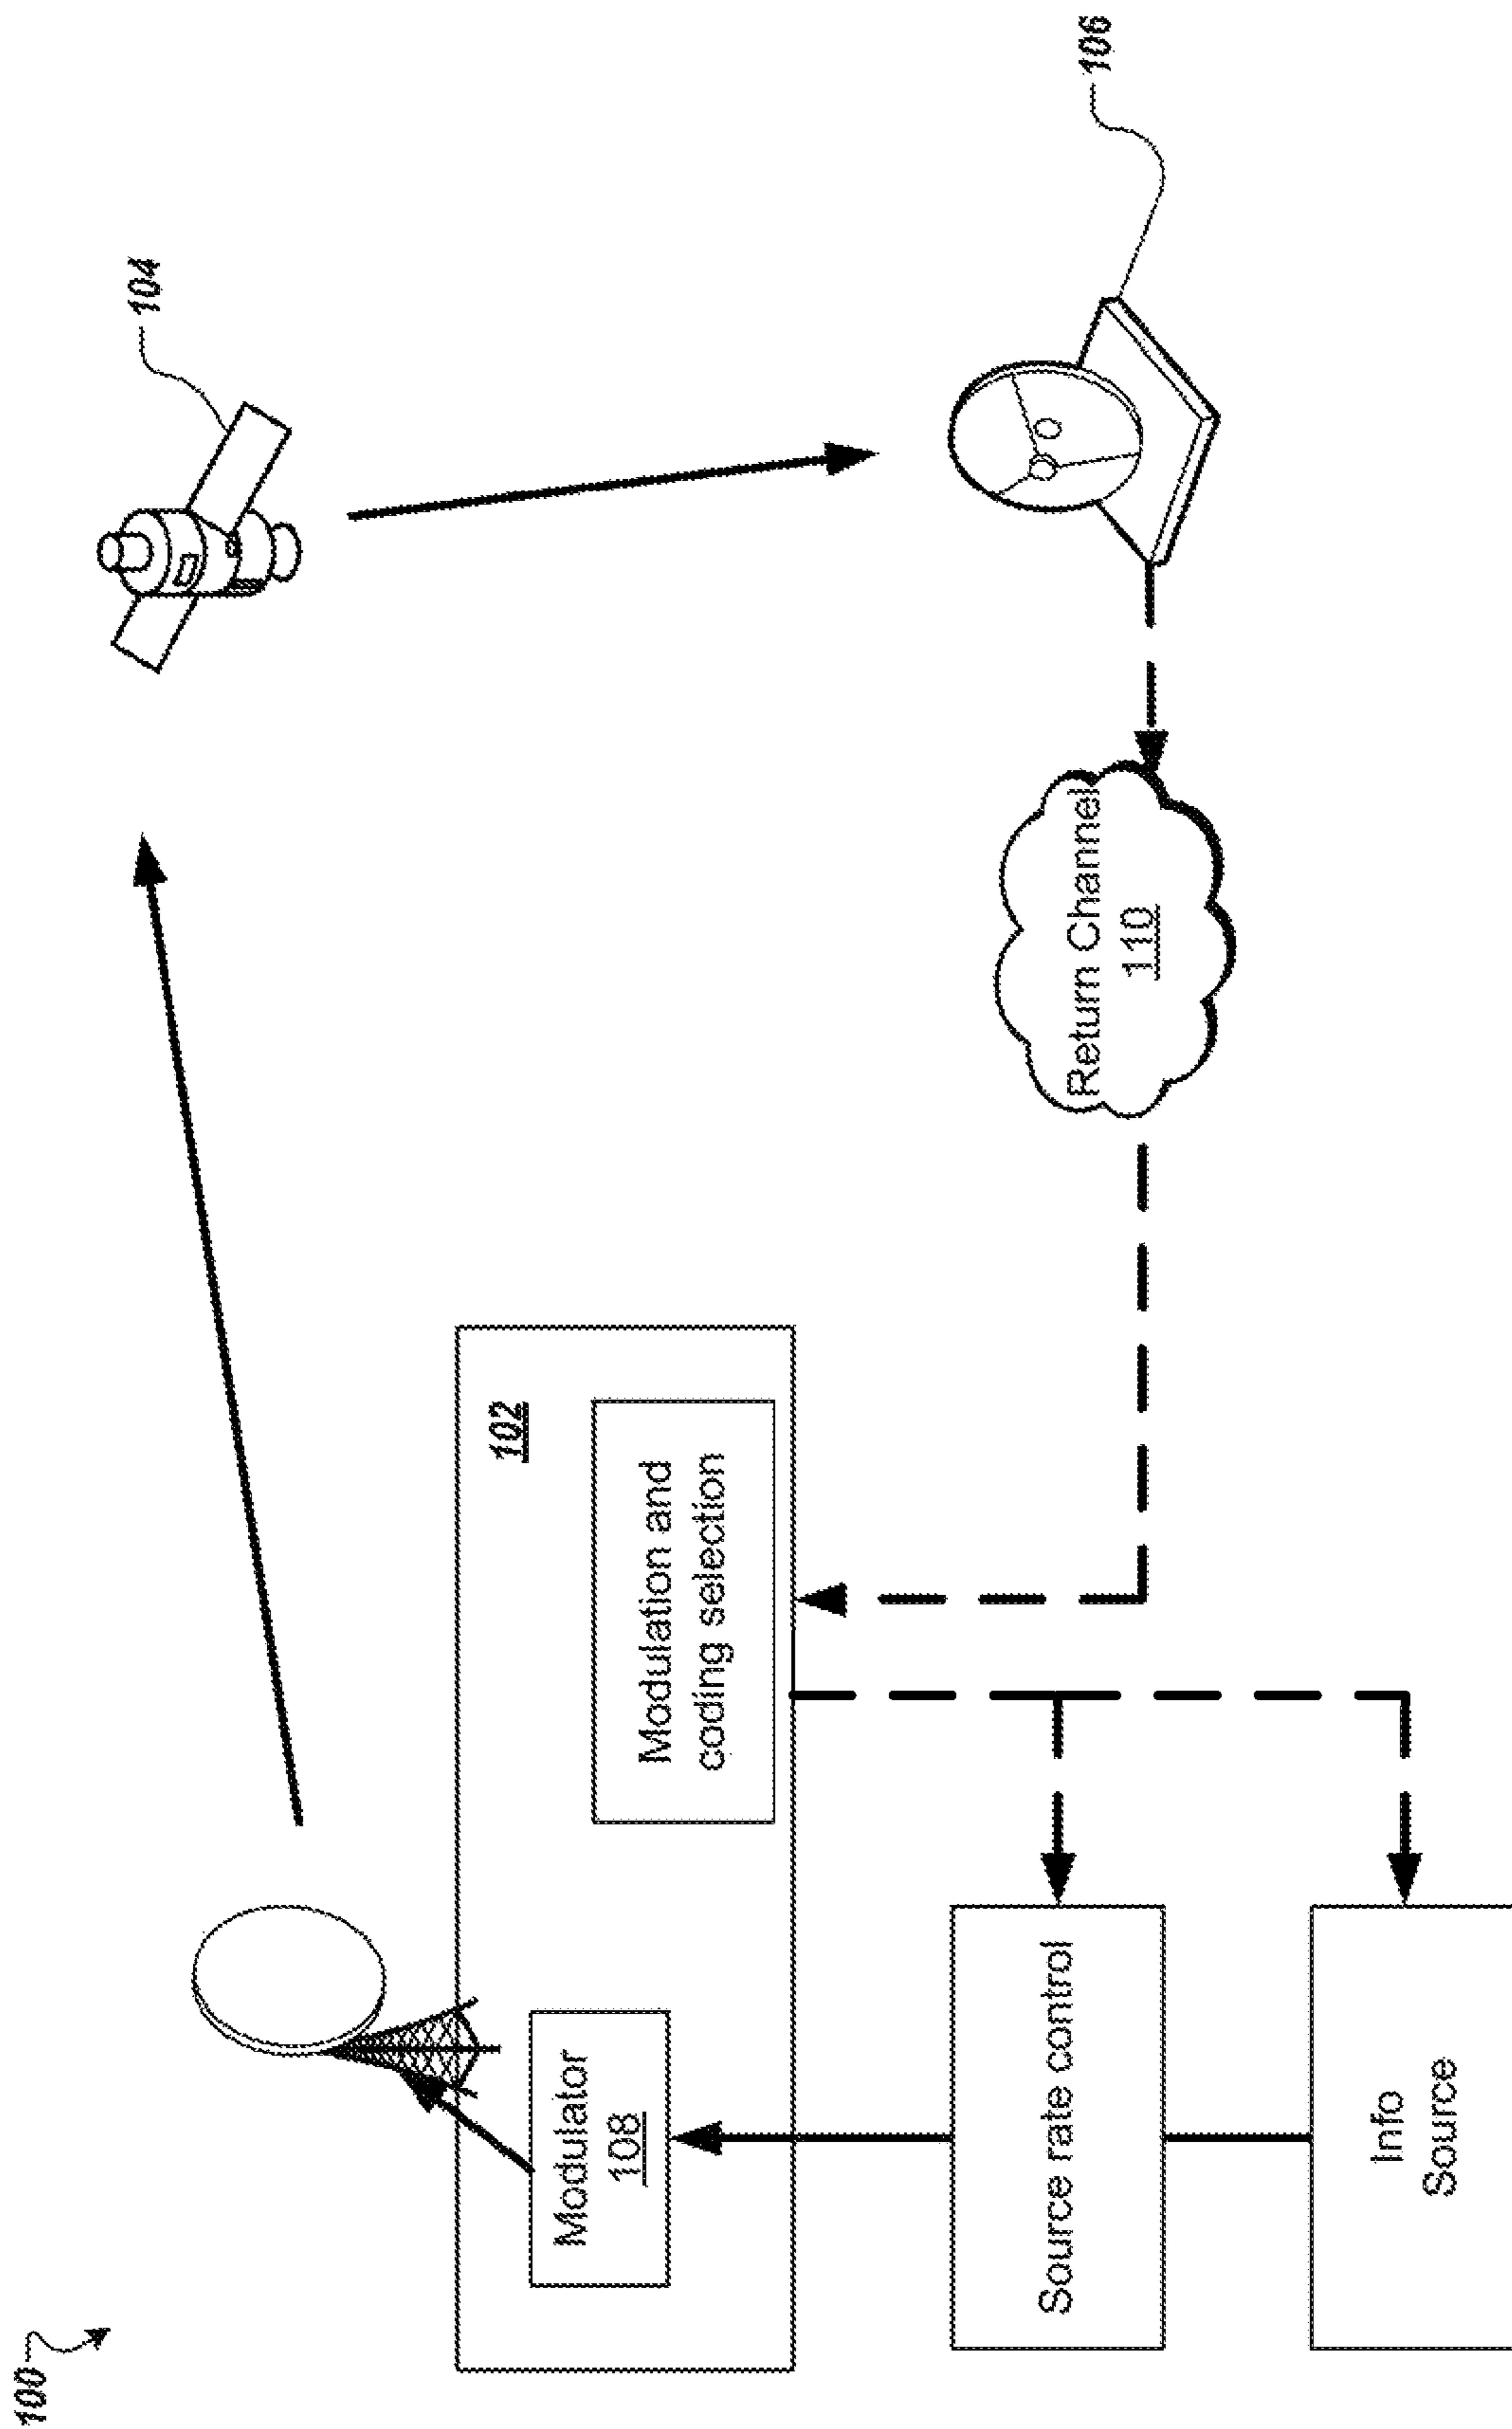 100
104
106
102
Modulator
108
Modulation and
coding selection
Return Channel
110
Source rate control
Info
Source